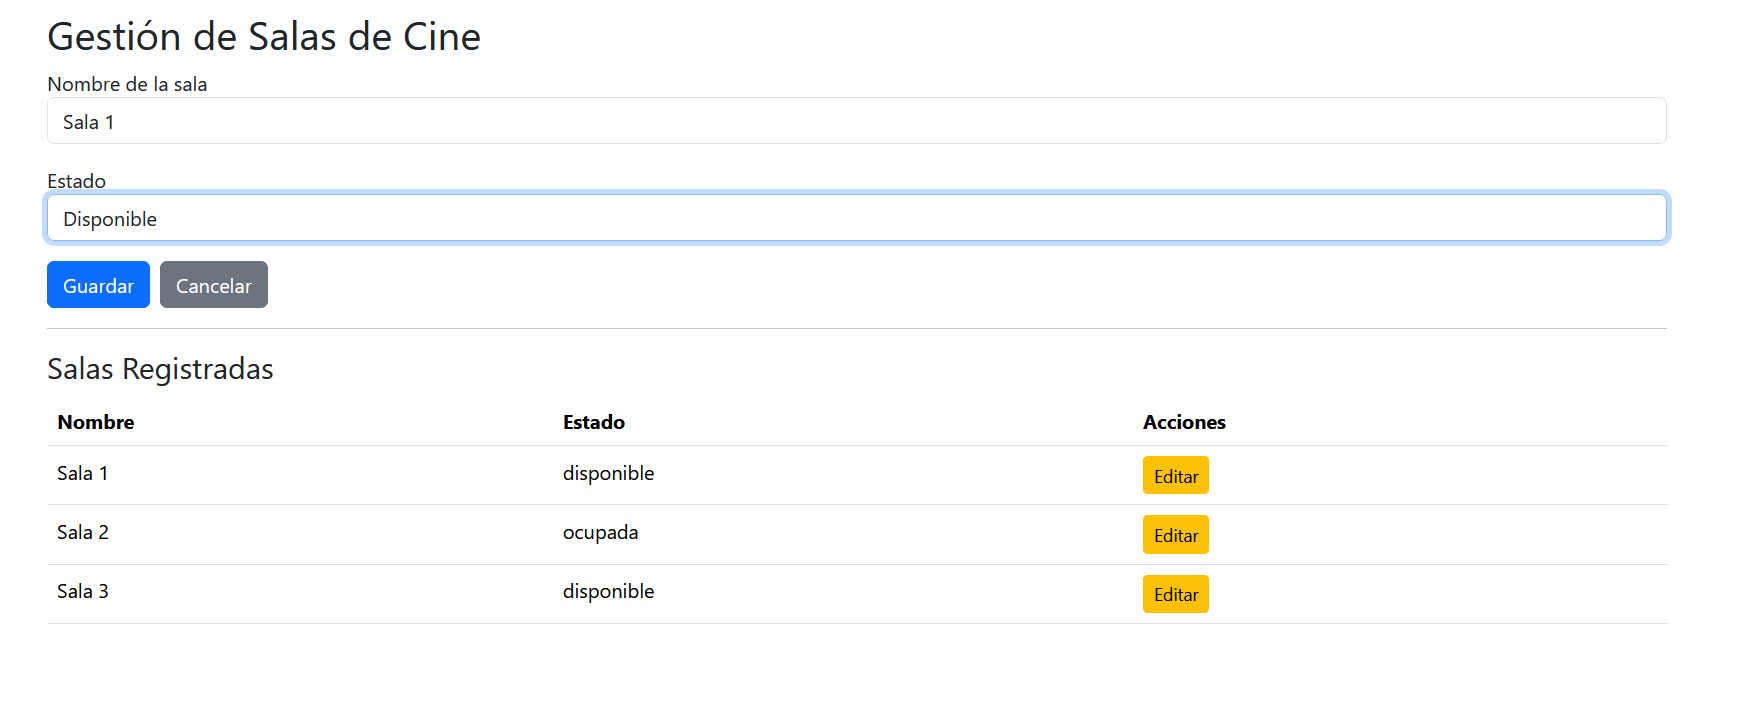 Gestión de Salas de Cine
Nombre de la sala
Sala 1
Estado
Disponible
Guardar Cancelar
Salas Registradas
Nombre Estado Acciones
Sala 1 disponible Editar
Sala 2 ocupada Editar
Sala 3 disponible Editar